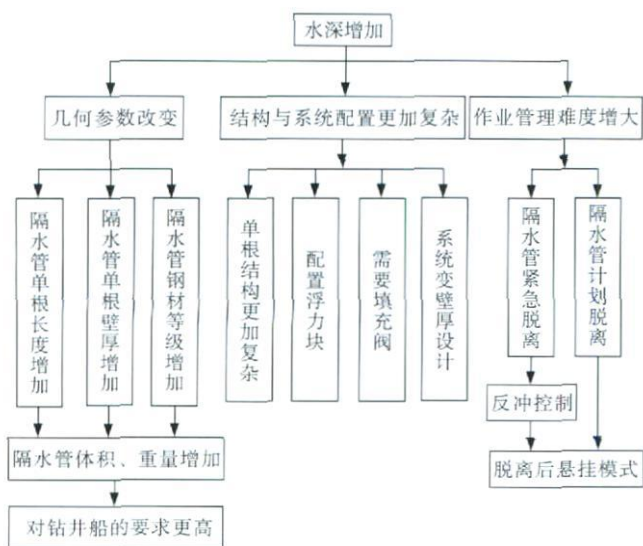 水深增加
几何参数改变
结构与系统配置更加复杂
作业管理难度增大
隔水管单根长度增加
隔水管单根壁厚增加
隔水管钢材等级增加
单根结构更加复杂
配置浮力块
需要填充阀
系统变壁厚设计
隔水管紧急脱离
隔水管计划脱离
反冲控制
隔水管体积、重量增加
脱离后悬挂模式
对钻井船的要求更高